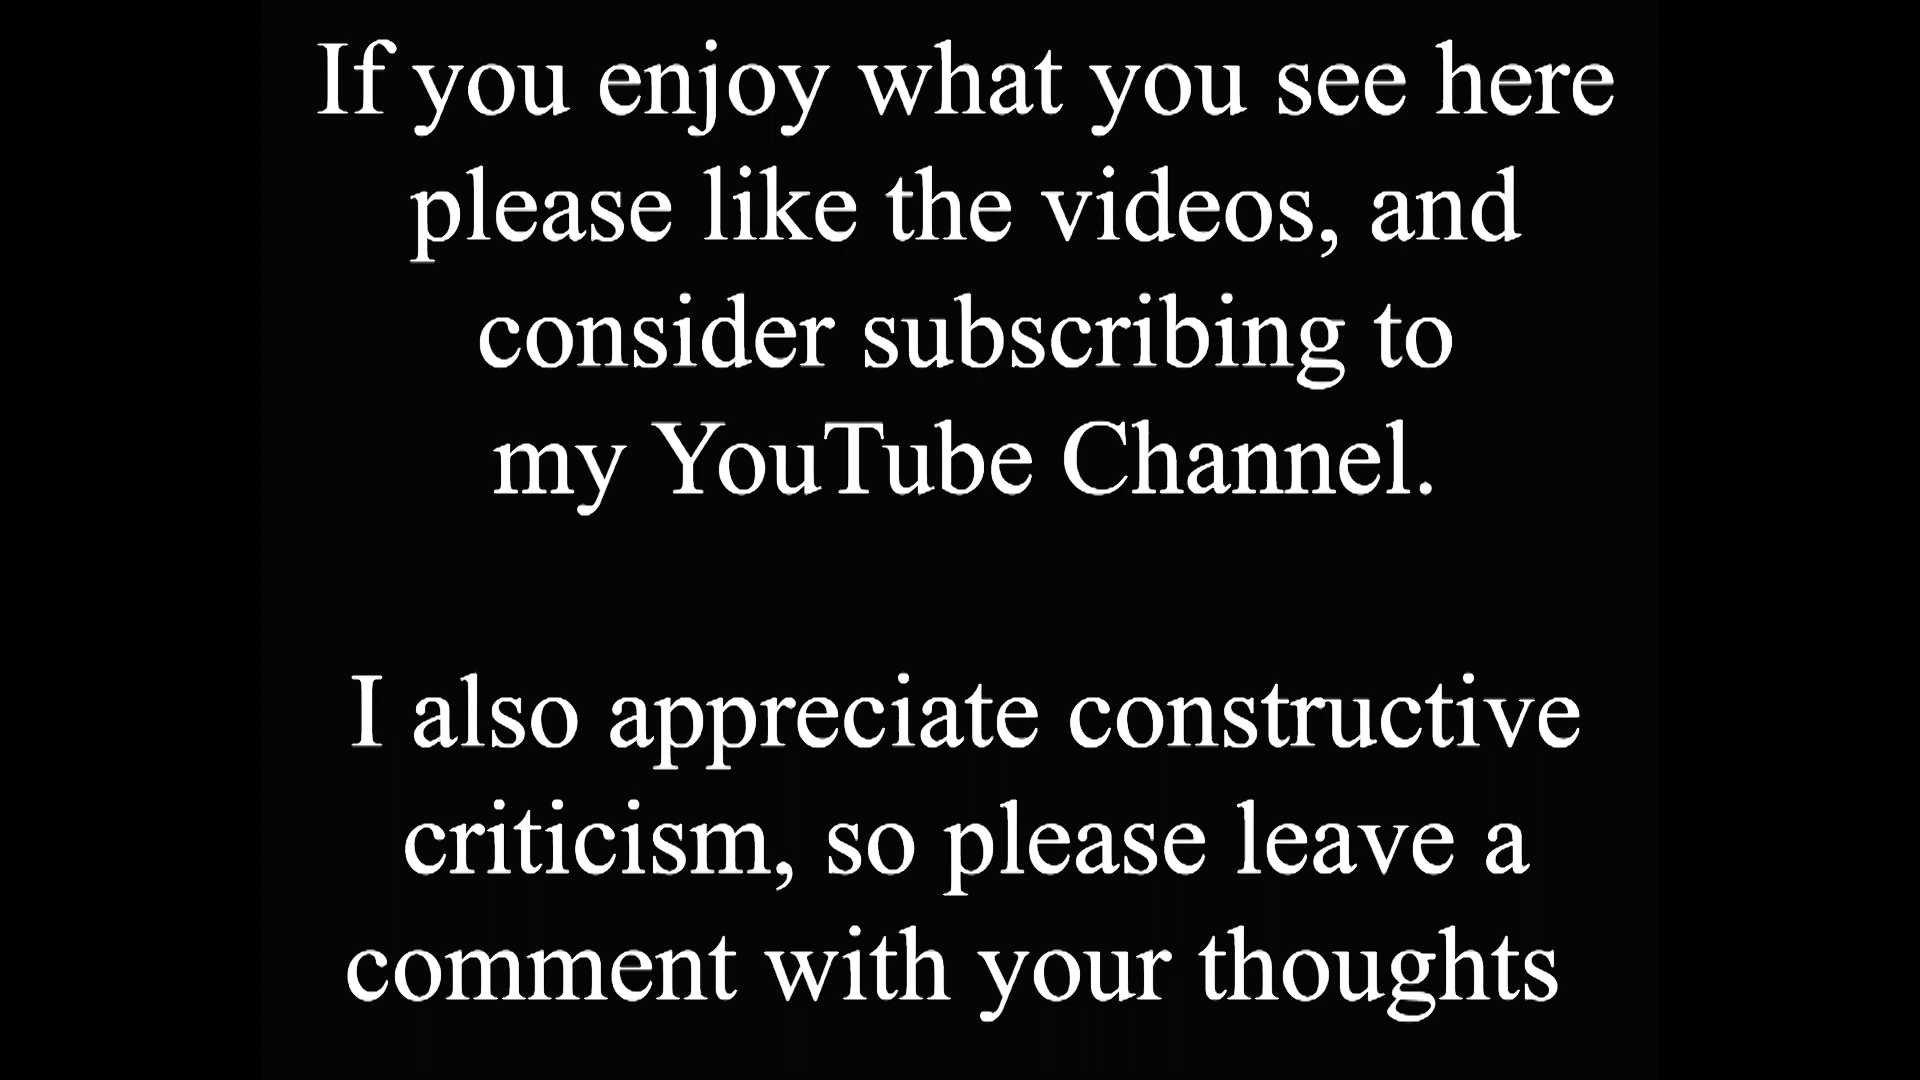 If you enjoy what you see here
please like the videos, and
consider subscribing to
my YouTube Channel.
I also appreciate constructive
criticism, so please leave a
comment with your thoughts